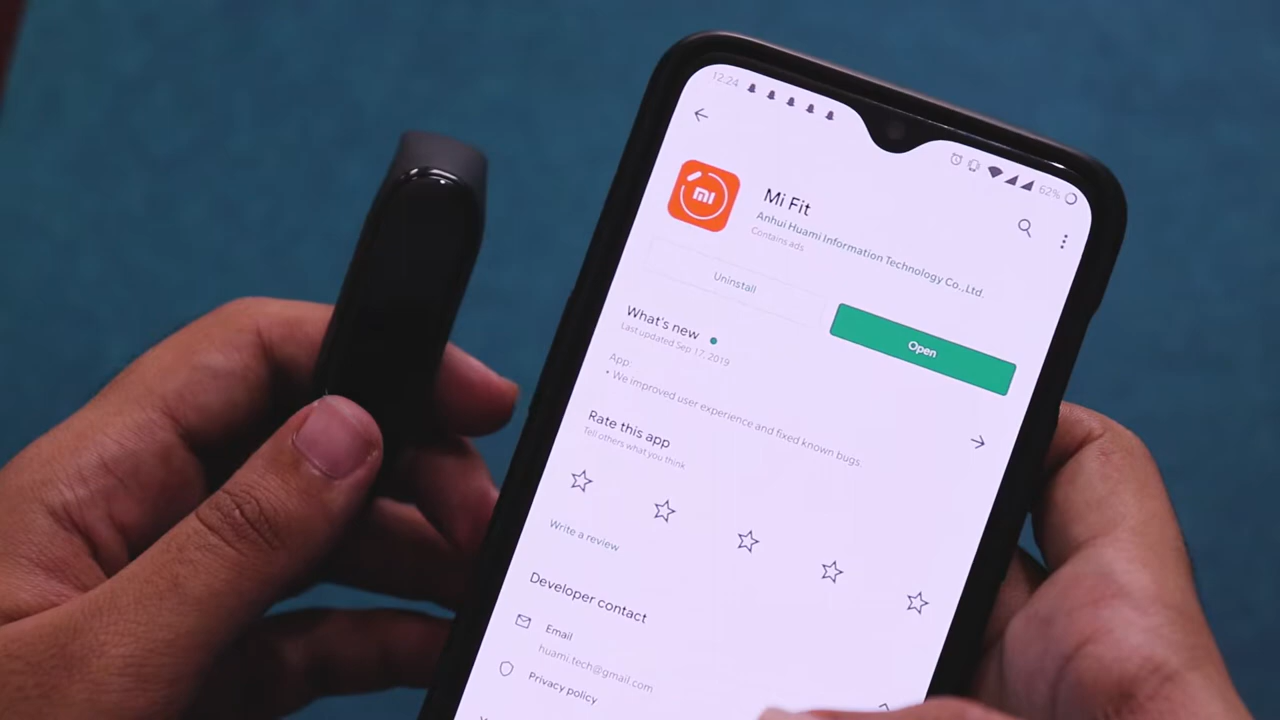 12:24
62%
mi
Mi Fit
Anhui Huami Information Technology Co.,Ltd.
Contains ads
Uninstall
Open
What's new
Last updated Sep 17, 2019
App:
• We improved user experience and fixed known bugs.
Rate this app
Tell others what you think
Write a review
Developer contact
Email
huami.tech@gmail.com
Privacy policy